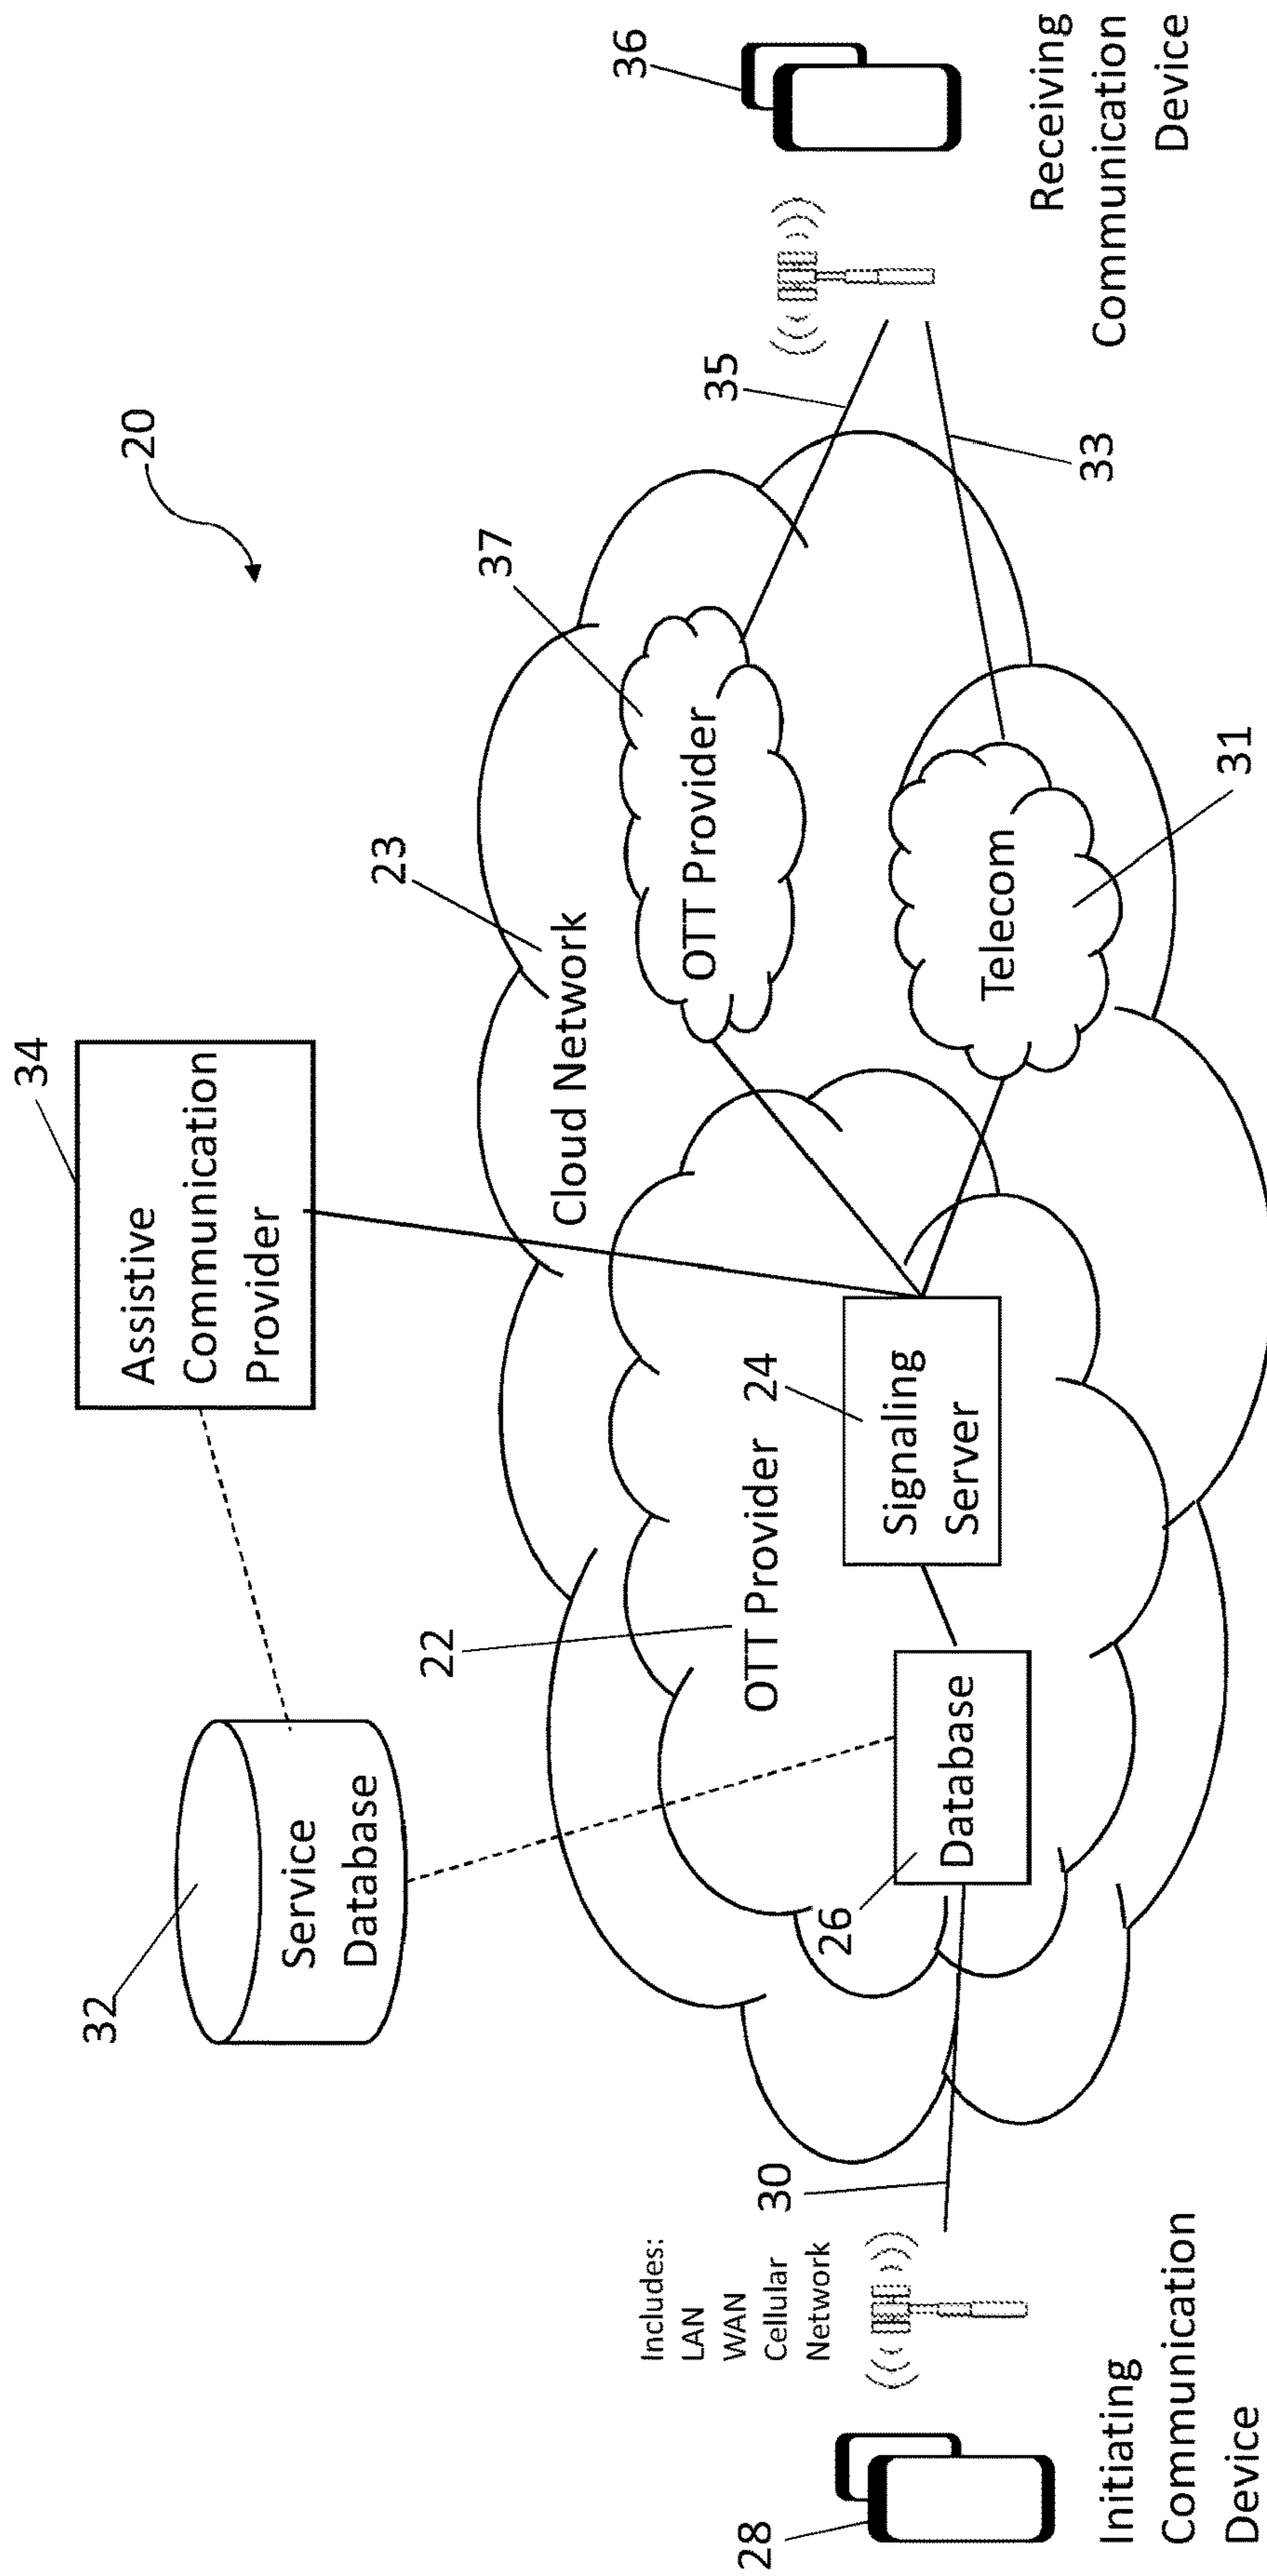 20
34
Assistive
Communication
Provider
32
Service
Database
23
Cloud Network
22
OTT Provider
24
Signaling
Server
26
Database
37
OTT Provider
Telecom
31
35
33
36
Receiving
Communication
Device
30
Includes:
LAN
WAN
Cellular
Network
28
Initiating
Communication
Device